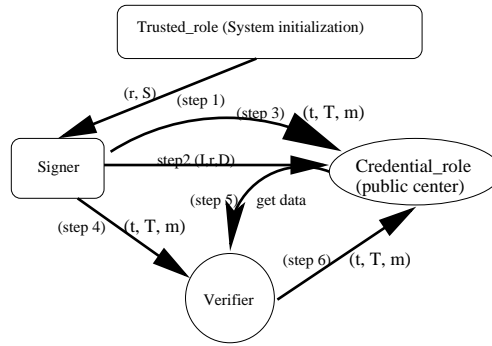 Trusted_role (System initialization)
(r, S)
(step 1)
(step 3)
(t, T, m)
Signer
step2 (I,r,D)
Credential_role
(public center)
(step 5)
get data
(step 4)
(t, T, m)
(step 6)
(t, T, m)
Verifier